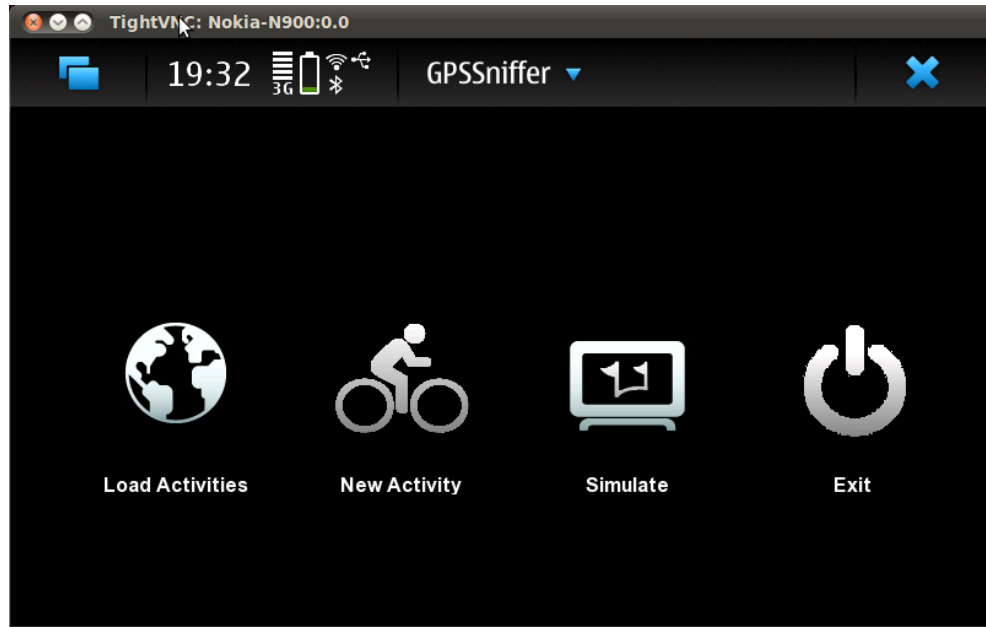 TightVNC: Nokia-N900:0.0
19:32 3G GPSSniffer
Load Activities New Activity Simulate Exit